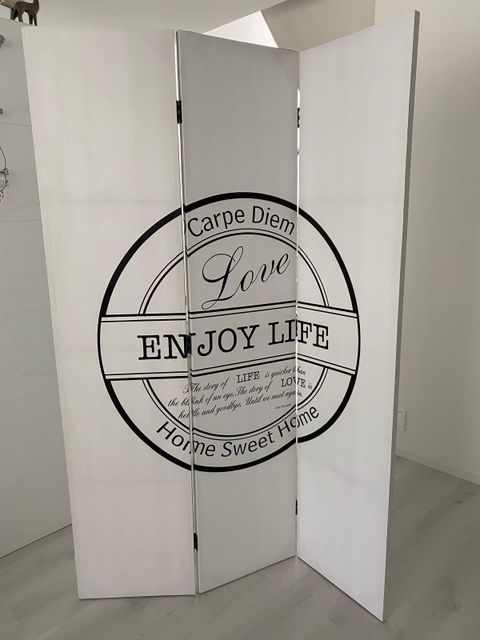 Carpe Diem
Love
ENJOY LIFE
The story of LIFE is quicker than
the blink of an eye. The story of LOVE is
hello and goodbye. Until we meet again.
Home Sweet Home